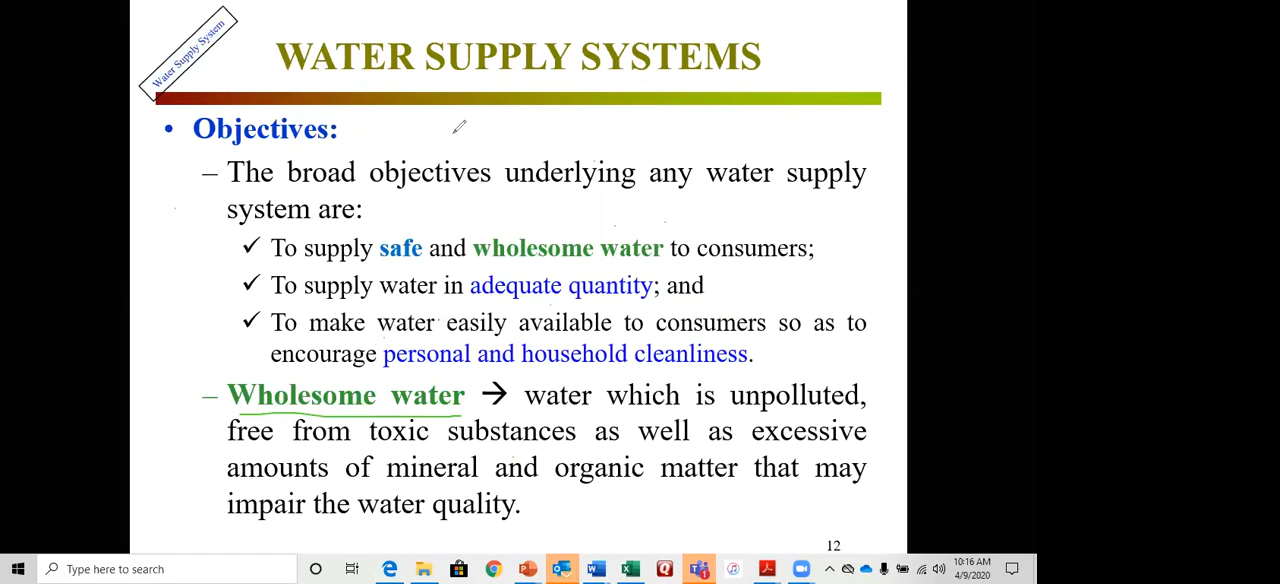 Water Supply System
WATER SUPPLY SYSTEMS
• Objectives:
– The broad objectives underlying any water supply
system are:
✓ To supply safe and wholesome water to consumers;
✓ To supply water in adequate quantity; and
✓ To make water easily available to consumers so as to
encourage personal and household cleanliness.
– Wholesome water → water which is unpolluted,
free from toxic substances as well as excessive
amounts of mineral and organic matter that may
impair the water quality.
12
Type here to search
10:16 AM
4/9/2020